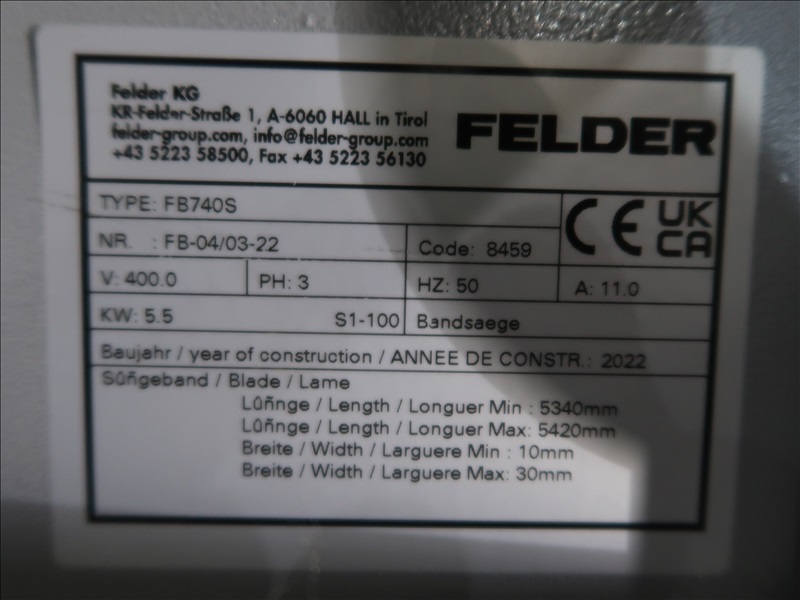 Felder KG
KR-Felder-Straße 1, A-6060 HALL in Tirol
felder-group.com, info@felder-group.com
+43 5223 58500, Fax +43 5223 56130
FELDER
TYPE: FB740S
CE UK CA
NR. : FB-04/03-22
Code: 8459
V: 400.0 PH: 3 HZ: 50 A: 11.0
KW: 5.5 S1-100 Bandsaege
Baujahr / year of construction / ANNEE DE CONSTR.: 2022
Sûñgeband / Blade / Lame
Lûñnge / Length / Longuer Min : 5340mm
Lûñnge / Length / Longuer Max: 5420mm
Breite / Width / Larguere Min : 10mm
Breite / Width / Larguere Max: 30mm